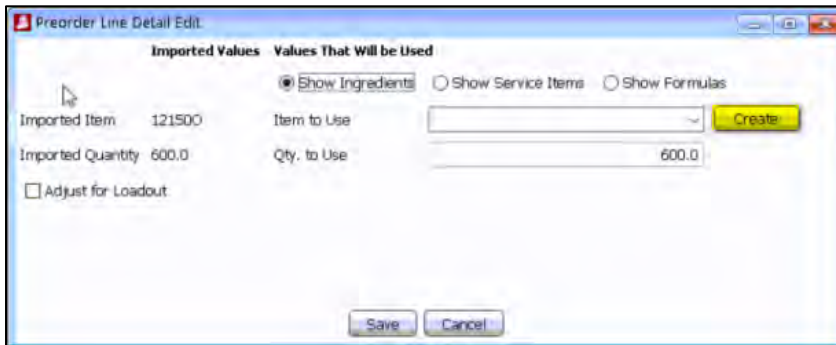 Preorder Line Detail Edit
Imported Values Values That Will be Used
Show Ingredients Show Service Items Show Formulas
Imported Item 121500 Item to Use Create
Imported Quantity 600.0 Qty. to Use 600.0
Adjust for Loadout
Save Cancel